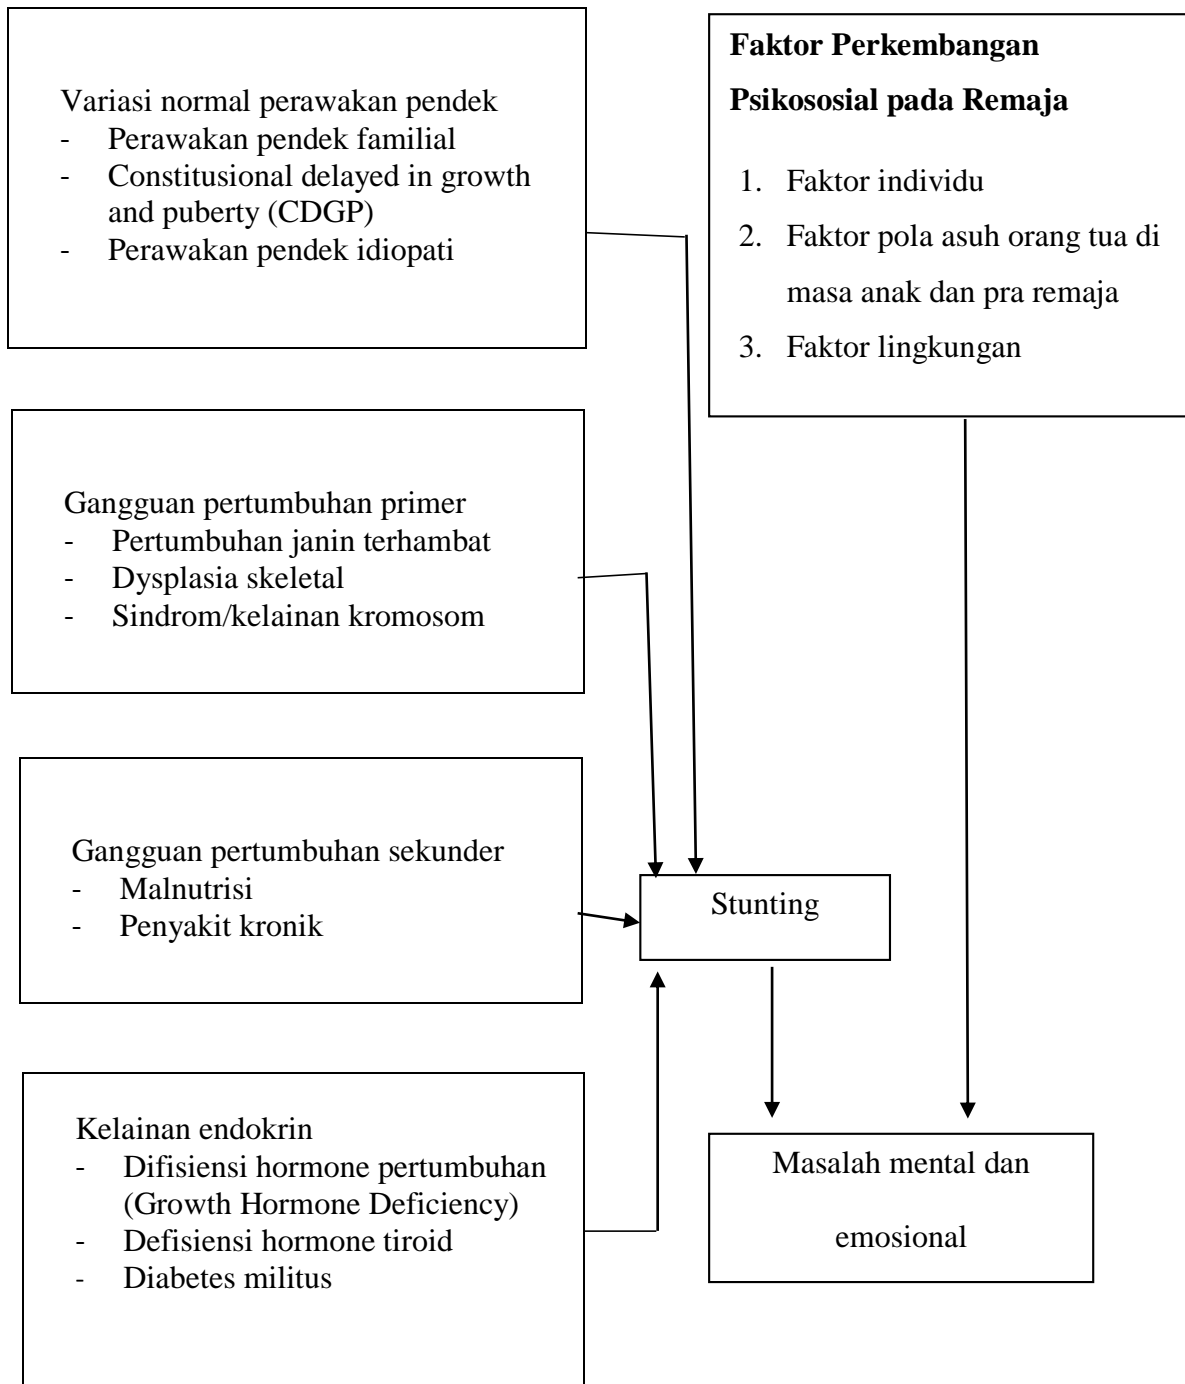 Variasi normal perawakan pendek
- Perawakan pendek familial
- Constitusional delayed in growth
and puberty (CDGP)
- Perawakan pendek idiopati
Faktor Perkembangan
Psikososial pada Remaja
1. Faktor individu
2. Faktor pola asuh orang tua di
masa anak dan pra remaja
3. Faktor lingkungan
Gangguan pertumbuhan primer
- Pertumbuhan janin terhambat
- Dysplasia skeletal
- Sindrom/kelainan kromosom
Gangguan pertumbuhan sekunder
- Malnutrisi
- Penyakit kronik
Stunting
Kelainan endokrin
- Difisiensi hormone pertumbuhan
(Growth Hormone Deficiency)
- Defisiensi hormone tiroid
- Diabetes militus
Masalah mental dan
emosional